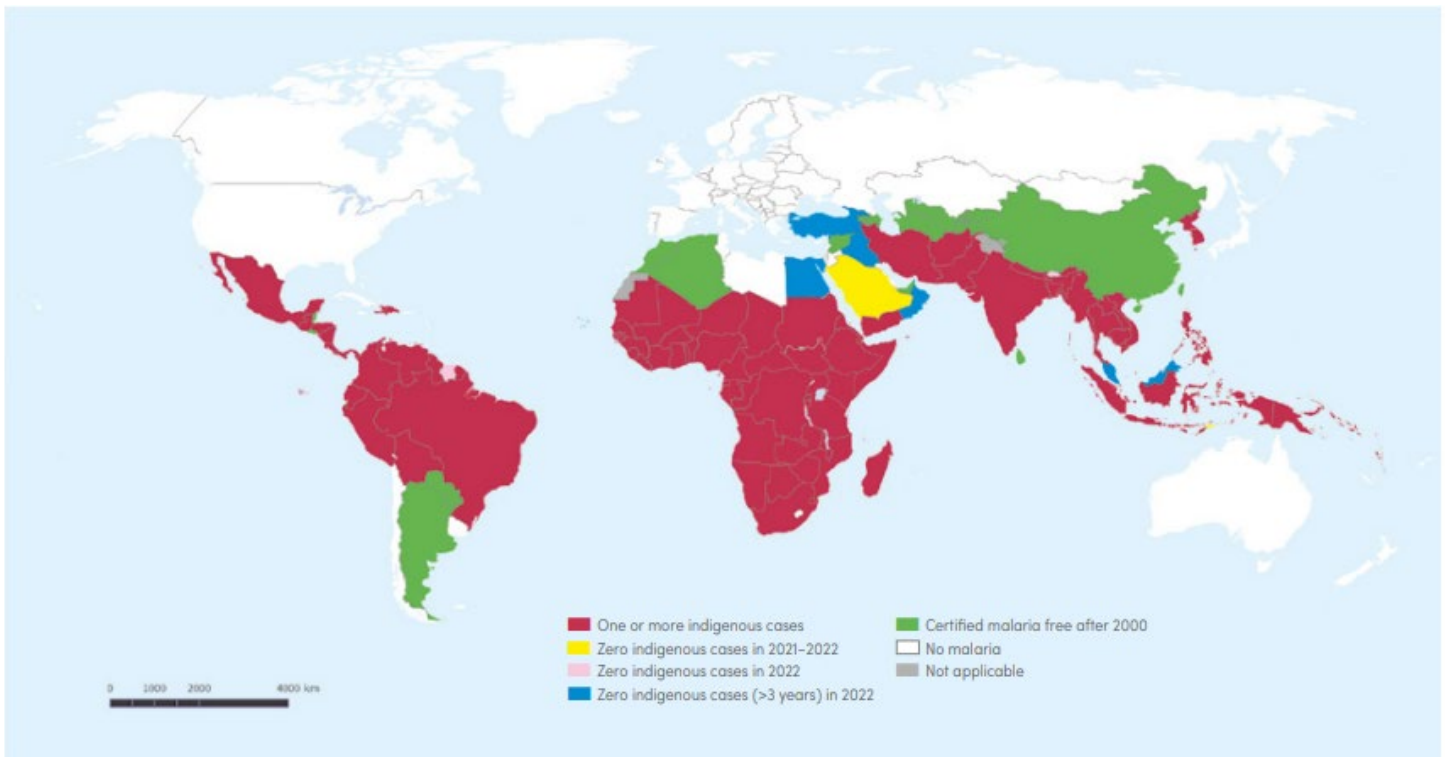 One or more indigenous cases
Zero indigenous cases in 2021–2022
Zero indigenous cases in 2022
Zero indigenous cases (>3 years) in 2022
Certified malaria free after 2000
No malaria
Not applicable
0 1000 2000 4000 km